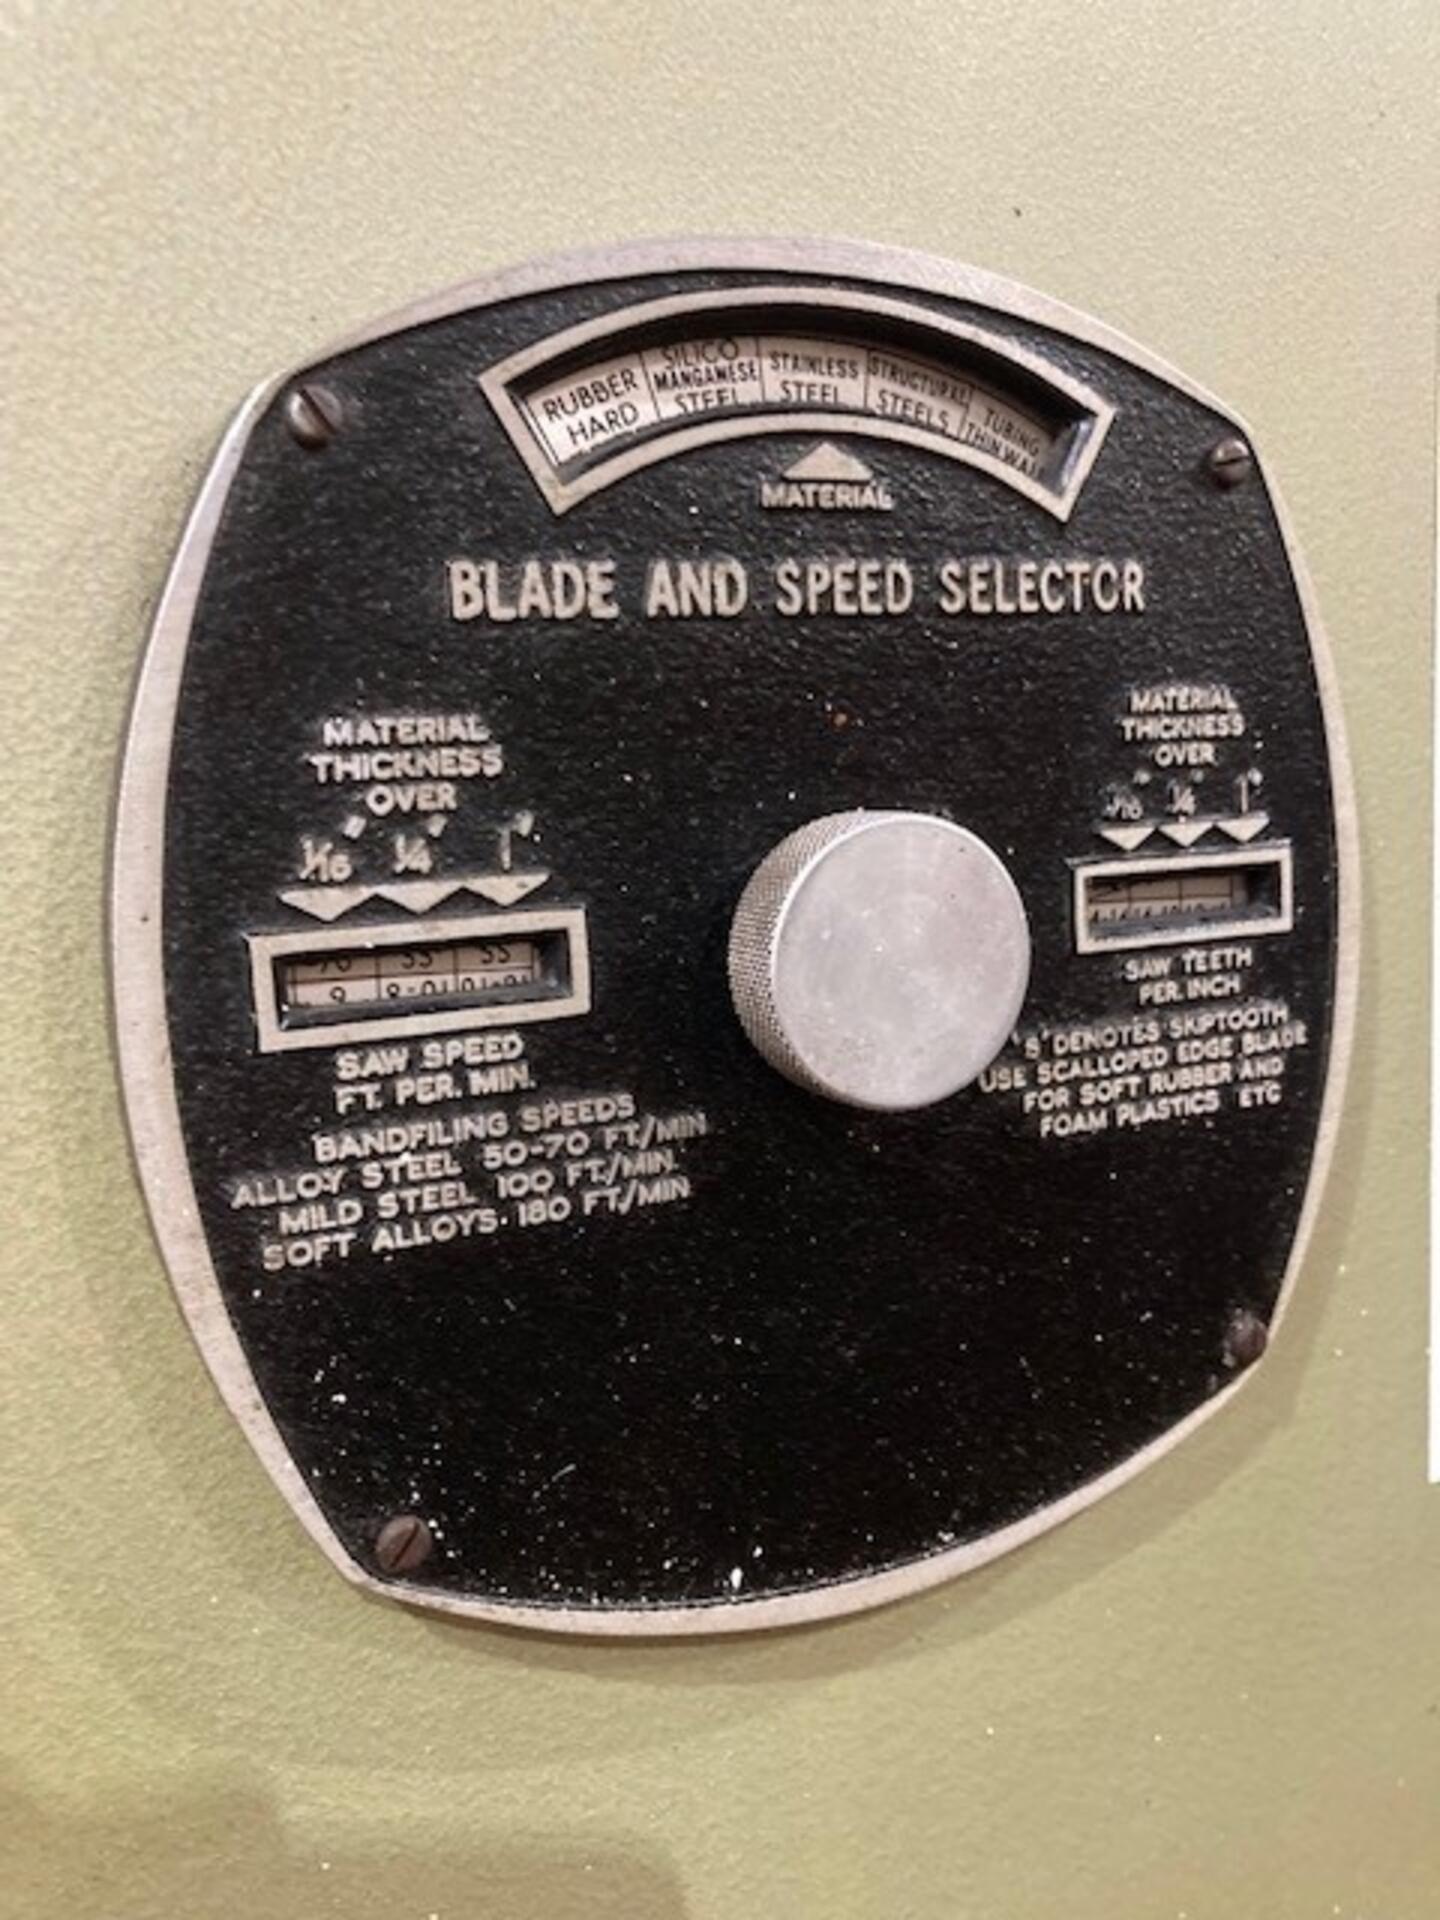 RUBBER
HARD
SILICO
MANGANESE
STEEL
STAINLESS
STEEL
STRUCTURAL
STEELS
TUBING
THIN WALL
MATERIAL
BLADE AND SPEED SELECTOR
MATERIAL
THICKNESS
OVER
1/16" 1/4" 1"
SAW SPEED
FT. PER. MIN.
BANDFILING SPEEDS
ALLOY STEEL 50-70 FT/MIN
MILD STEEL 100 FT./MIN.
SOFT ALLOYS. 180 FT/MIN
MATERIAL
THICKNESS
OVER
1/16" 1/4" 1"
SAW TEETH
PER. INCH
'S' DENOTES SKIPTOOTH
USE SCALLOPED EDGE BLADE
FOR SOFT RUBBER AND
FOAM PLASTICS ETC